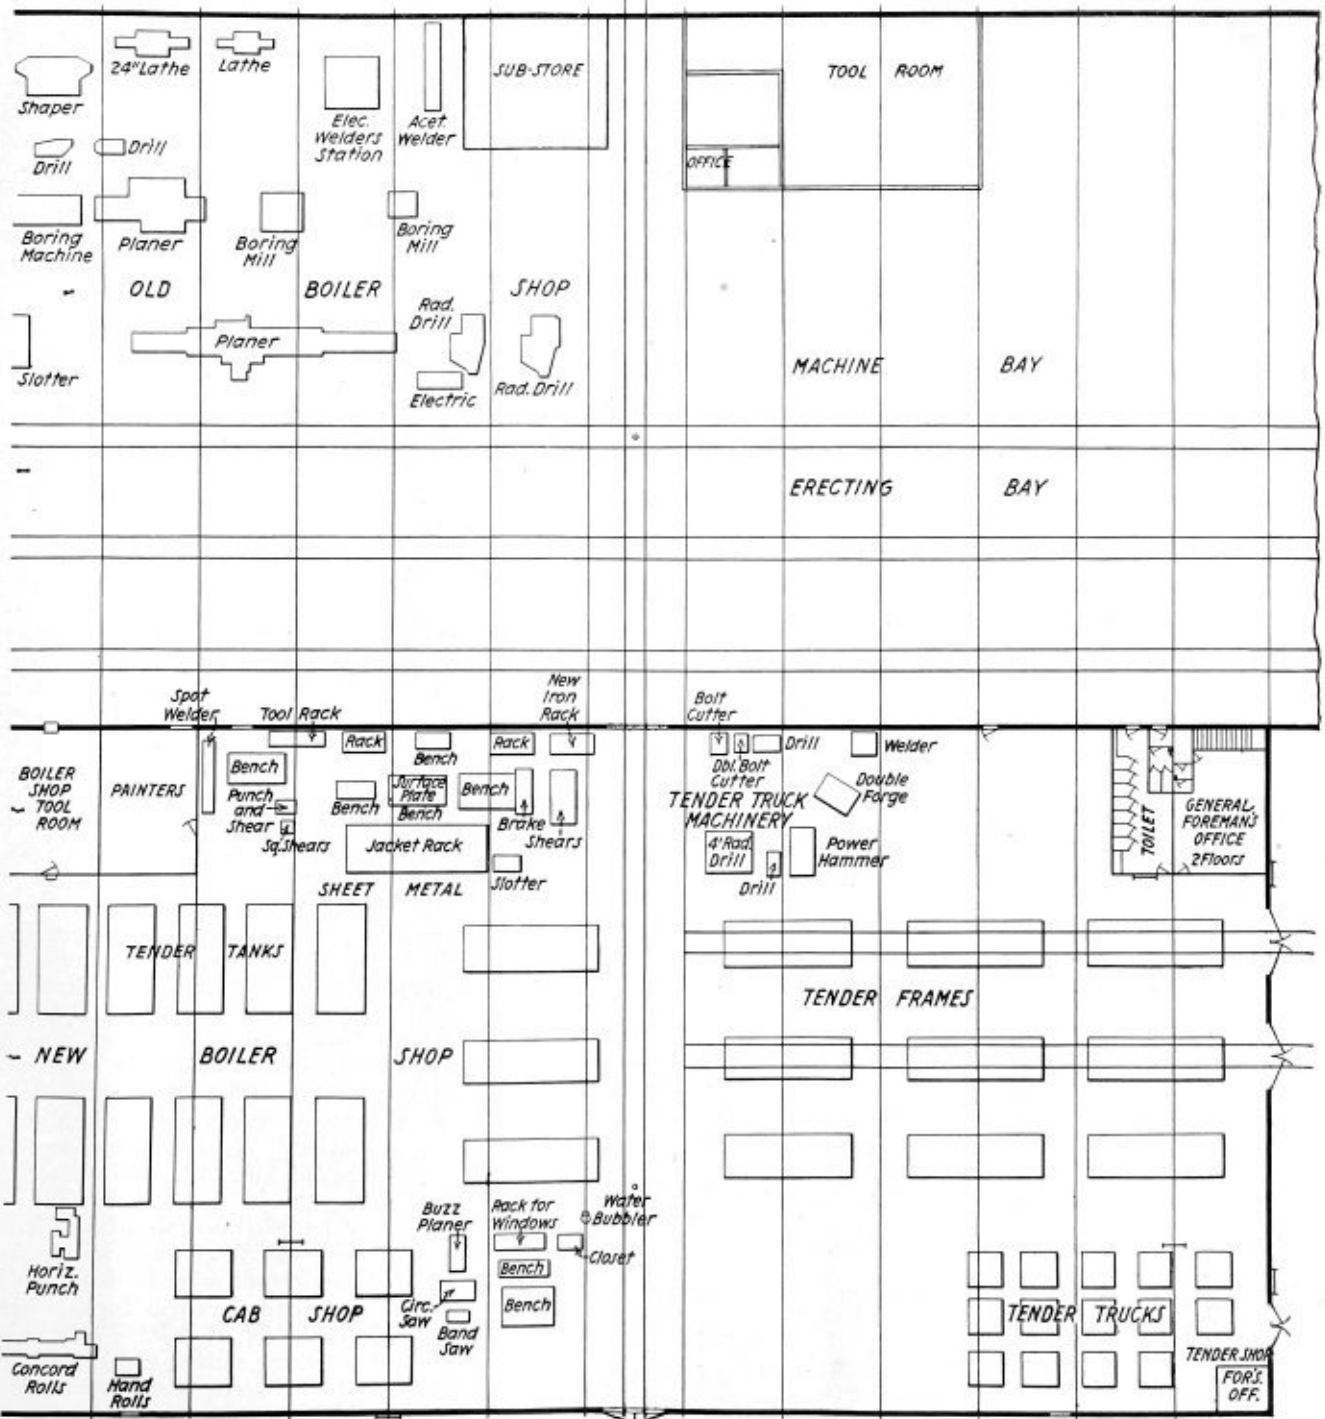 24" Lathe
Lathe
Shaper
Elec.
Welders
Station
Acet.
Welder
SUB-STORE
TOOL ROOM
OFFICE
Drill
Drill
Boring
Machine
Planer
Boring
Mill
Boring
Mill
OLD BOILER SHOP
Slotter
Planer
Rad.
Drill
Electric
Rad. Drill
MACHINE BAY
ERECTING BAY
Spot
Welder
Tool Rack
New
Iron
Rack
Bolt
Cutter
BOILER
SHOP
TOOL
ROOM
PAINTERS
Bench
Rack
Bench
Rack
Punch
and
Shear
Sq. Shears
Bench
Surface
Plate
Bench
Bench
Brake
Shears
Jacket Rack
Slotter
SHEET METAL
Drill
Dbl. Bolt
Cutter
Welder
Double
Forge
TENDER TRUCK
MACHINERY
4' Rad.
Drill
Drill
Power
Hammer
TOILET
GENERAL
FOREMAN'S
OFFICE
2 Floors
TENDER TANKS
TENDER FRAMES
NEW BOILER SHOP
Horiz.
Punch
Buzz
Planer
Rack for
Windows
Water
Bubbler
Closet
Bench
Bench
Circ.
Saw
Band
Saw
CAB SHOP
Concord
Rolls
Hand
Rolls
TENDER TRUCKS
TENDER SHOP
FOR'S.
OFF.